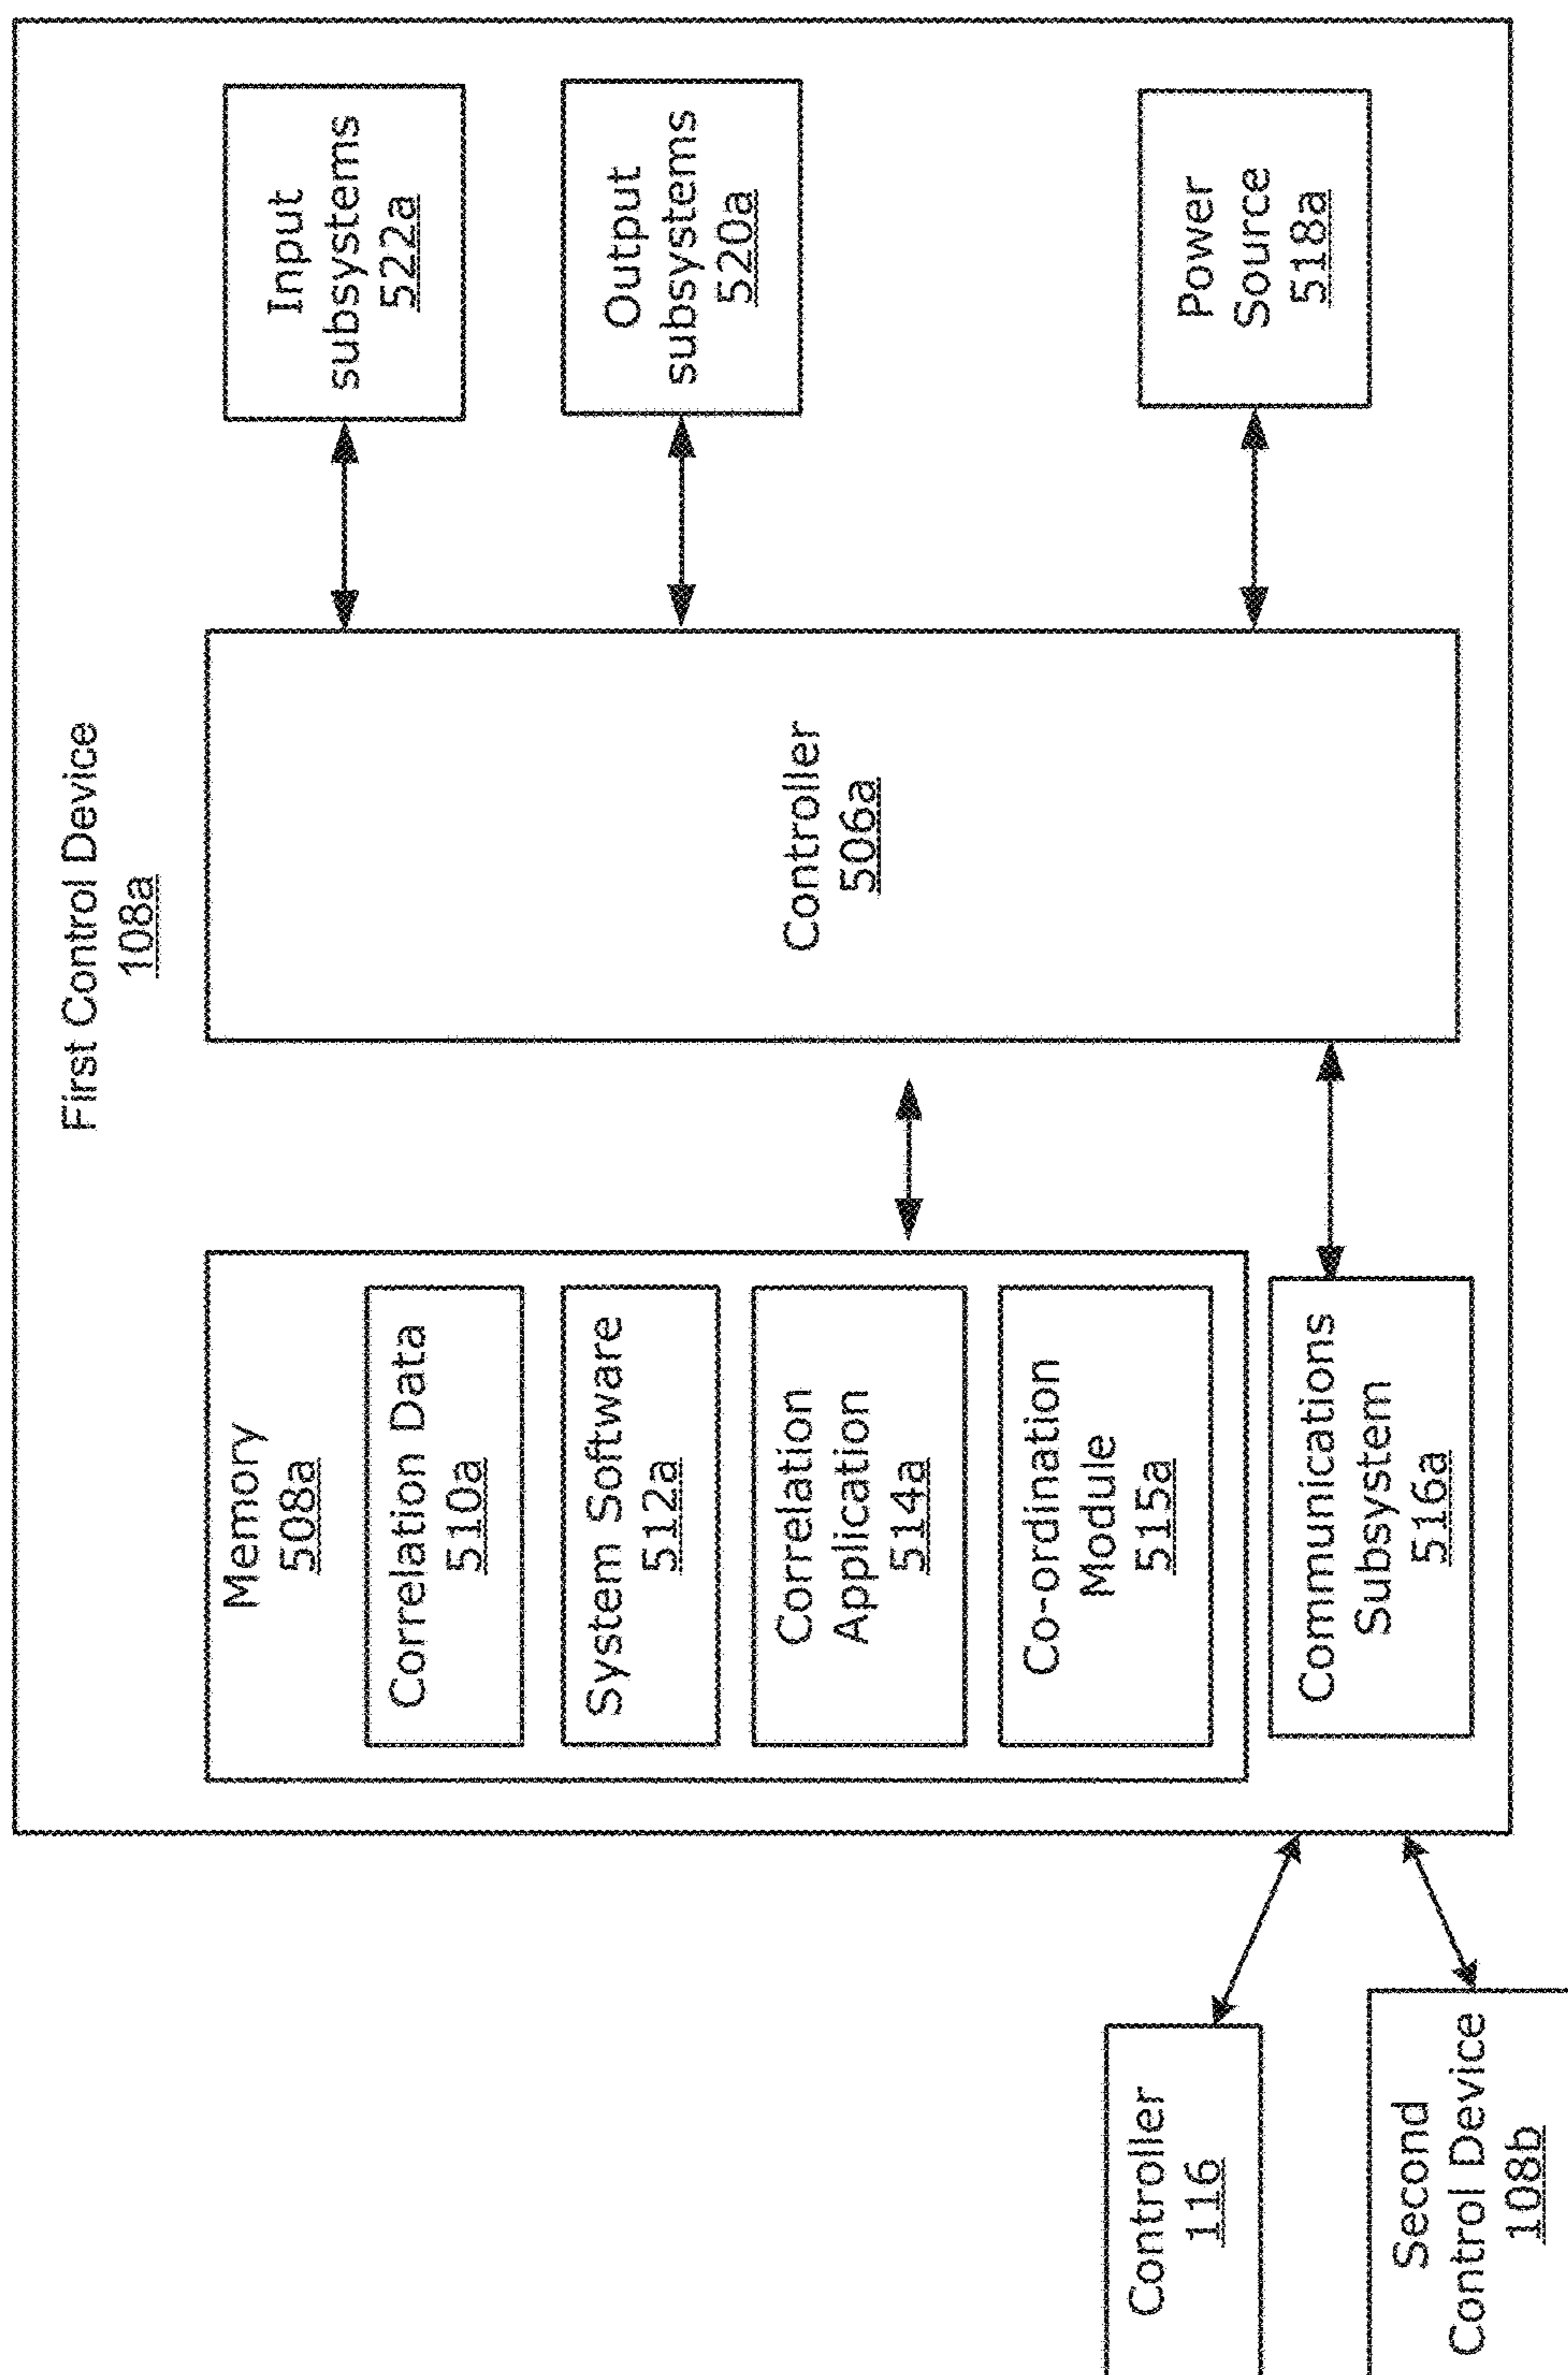 First Control Device
108a
Memory
508a
Correlation Data
510a
System Software
512a
Correlation
Application
514a
Co-ordination
Module
515a
Communications
Subsystem
516a
Controller
506a
Input
subsystems
522a
Output
subsystems
520a
Power
Source
518a
Controller
116
Second
Control Device
108b